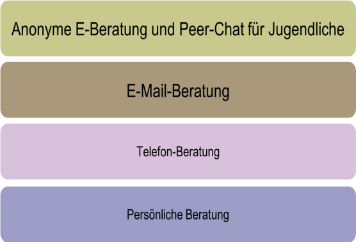 Anonyme E-Beratung und Peer-Chat für Jugendliche
E-Mail-Beratung
Telefon-Beratung
Persönliche Beratung